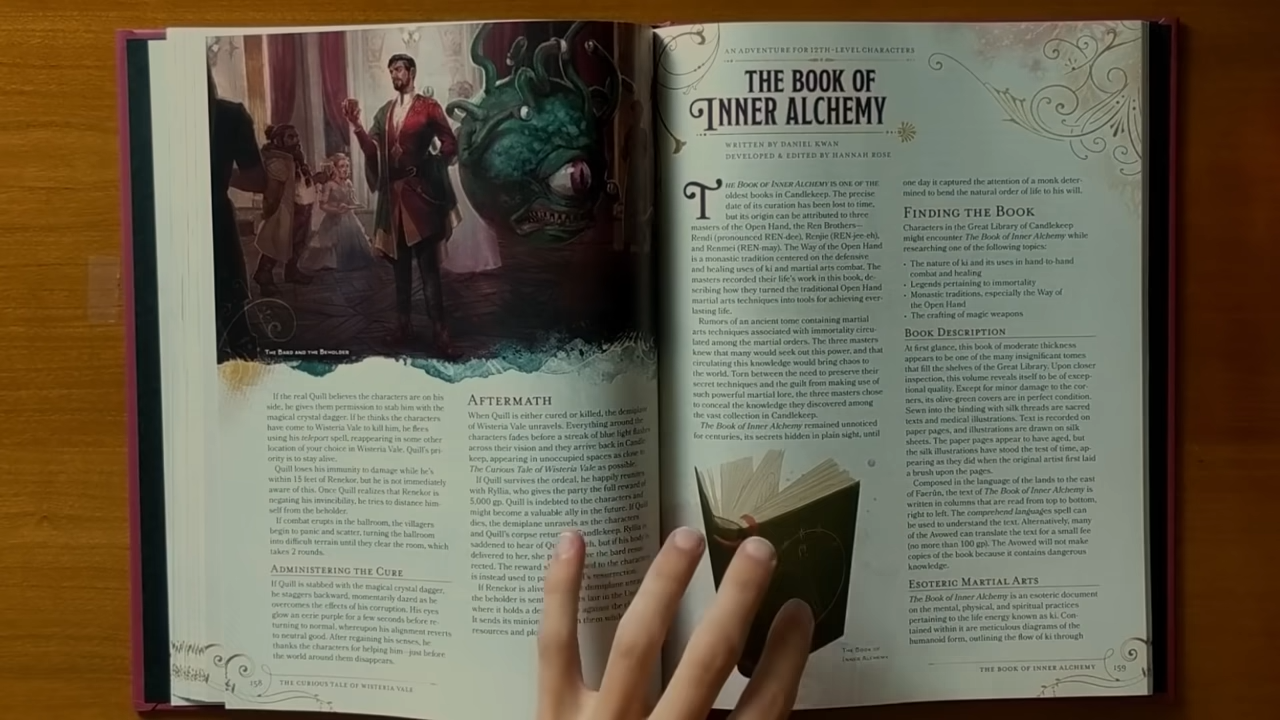 The Bard and the Beholder
If the real Quill believes the characters are on his
side, he gives them permission to stab him with the
magical crystal dagger. If he thinks the characters
have come to Wisteria Vale to kill him, he flees
using his teleport spell, reappearing in some other
location of your choice in Wisteria Vale. Quill's pri-
ority is to stay alive.
Quill loses his immunity to damage while he's
within 15 feet of Renekor, but he is not immediately
aware of this. Once Quill realizes that Renekor is
negating his invincibility, he tries to distance him-
self from the beholder.
If combat erupts in the ballroom, the villagers
begin to panic and scatter, turning the ballroom
into difficult terrain until they clear the room, which
takes 2 rounds.
Administering the Cure
If Quill is stabbed with the magical crystal dagger,
he staggers backward, momentarily dazed as he
overcomes the effects of his corruption. His eyes
glow an eerie purple for a few seconds before re-
turning to normal, whereupon his alignment reverts
to neutral good. After regaining his senses, he
thanks the characters for helping him—just before
the world around them disappears.
158 The Curious Tale of Wisteria Vale
Aftermath
When Quill is either cured or killed, the demiplane
of Wisteria Vale unravels. Everything around the
characters fades before a streak of blue light flashes
across their vision and they arrive back in Candle-
keep, appearing in unoccupied spaces as close to
The Curious Tale of Wisteria Vale as possible.
If Quill survives the ordeal, he happily reunites
with Ryllia, who gives the party the full reward of
5,000 gp. Quill is indebted to the characters and
might become a valuable ally in the future. If Quill
dies, the demiplane unravels as the characters
and Quill's corpse Candlekeep. Ryllia is
saddened to hear of but if his body is
delivered to her, she the bard
The reward to the characters
is instead used to resurrection.
If Renekor is alive demiplane
the beholder is sent lair in the
where it holds a against the
It sends its minions them
resources and
An Adventure for 12th-Level Characters
The Book of
Inner Alchemy
Written by Daniel Kwan
Developed & Edited by Hannah Rose
The Book of Inner Alchemy is one of the
oldest books in Candlekeep. The precise
date of its curation has been lost to time,
but its origin can be attributed to three
masters of the Open Hand, the Ren Brothers—
Rendi (pronounced REN-dee), Renjie (REN-jee-eh),
and Renmei (REN-may). The Way of the Open Hand
is a monastic tradition centered on the defensive
and healing uses of ki and martial arts combat. The
masters recorded their life's work in this book, de-
scribing how they turned the traditional Open Hand
martial arts techniques into tools for achieving ever-
lasting life.
Rumors of an ancient tome containing martial
arts techniques associated with immortality circu-
lated among the martial orders. The three masters
knew that many would seek out this power, and that
circulating this knowledge would bring chaos to
the world. Torn between the need to preserve their
secret techniques and the guilt from making use of
such powerful martial lore, the three masters chose
to conceal the knowledge they discovered among
the vast collection in Candlekeep.
The Book of Inner Alchemy remained unnoticed
for centuries, its secrets hidden in plain sight, until
The Book of
Inner Alchemy
one day it captured the attention of a monk deter-
mined to bend the natural order of life to his will.
Finding the Book
Characters in the Great Library of Candlekeep
might encounter The Book of Inner Alchemy while
researching one of the following topics:
• The nature of ki and its uses in hand-to-hand
combat and healing
• Legends pertaining to immortality
• Monastic traditions, especially the Way of
the Open Hand
• The crafting of magic weapons
Book Description
At first glance, this book of moderate thickness
appears to be one of the many insignificant tomes
that fill the shelves of the Great Library. Upon closer
inspection, this volume reveals itself to be of excep-
tional quality. Except for minor damage to the cor-
ners, its olive-green covers are in perfect condition.
Sewn into the binding with silk threads are sacred
texts and medical illustrations. Text is recorded on
paper pages, and illustrations are drawn on silk
sheets. The paper pages appear to have aged, but
the silk illustrations have stood the test of time, ap-
pearing as they did when the original artist first laid
a brush upon the pages.
Composed in the language of the lands to the east
of Faerûn, the text of The Book of Inner Alchemy is
written in columns that are read from top to bottom,
right to left. The comprehend languages spell can
be used to understand the text. Alternatively, many
of the Avowed can translate the text for a small fee
(no more than 100 gp). The Avowed will not make
copies of the book because it contains dangerous
knowledge.
Esoteric Martial Arts
The Book of Inner Alchemy is an esoteric document
on the mental, physical, and spiritual practices
pertaining to the life energy known as ki. Con-
tained within it are meticulous diagrams of the
humanoid form, outlining the flow of ki through
The Book of Inner Alchemy 159